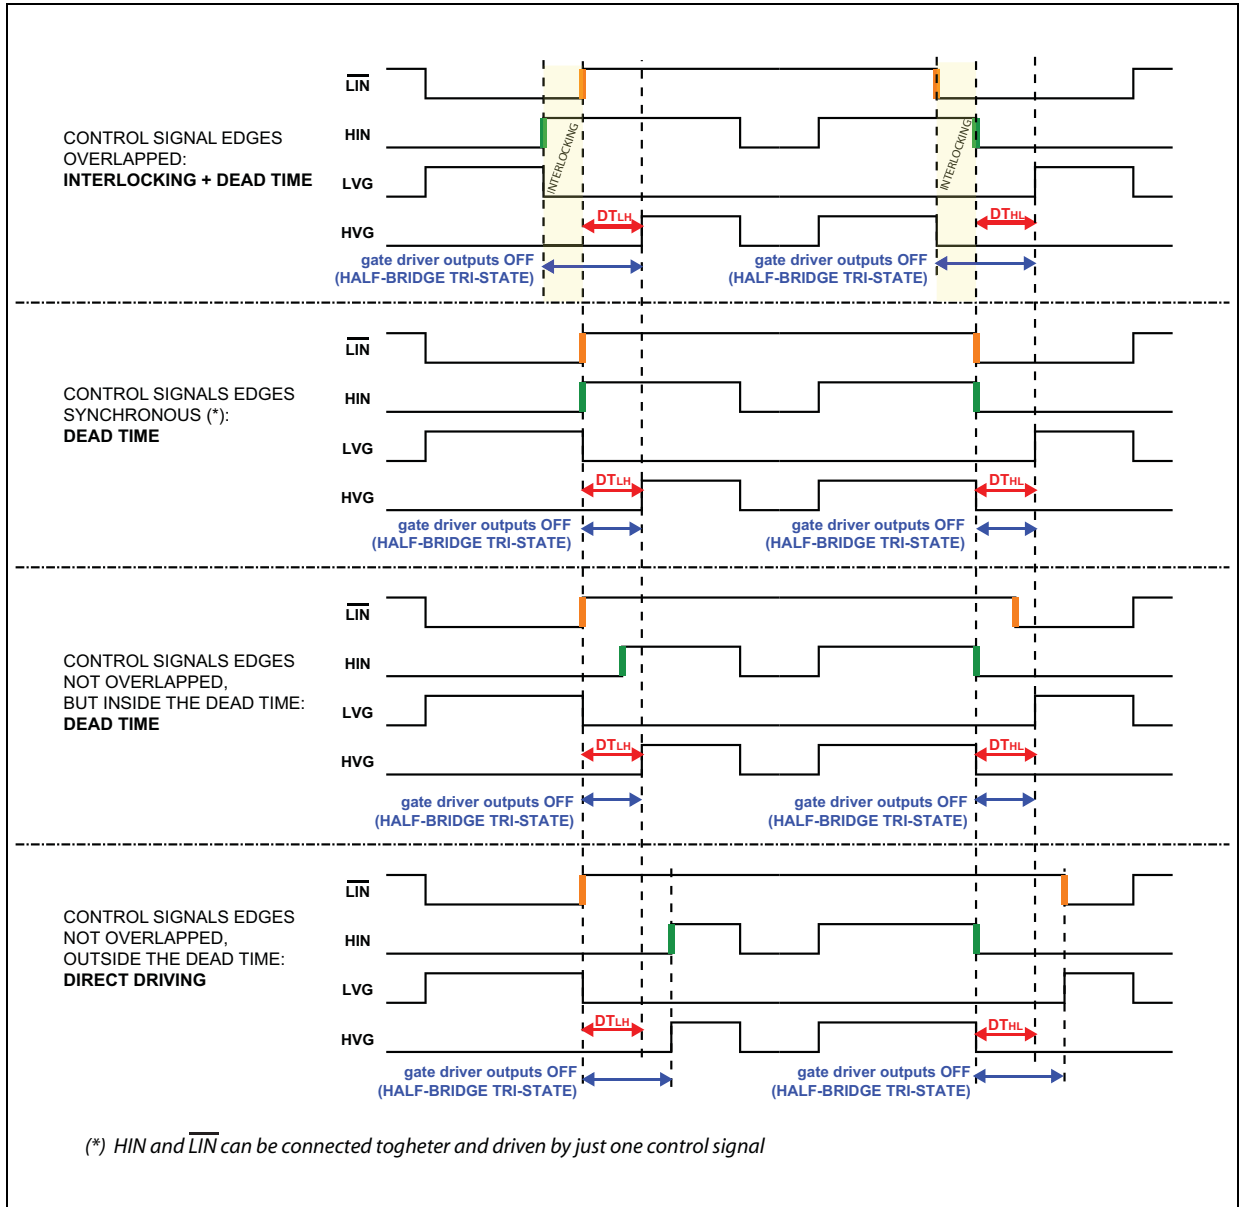 LIN
HIN
CONTROL SIGNAL EDGES
OVERLAPPED:
INTERLOCKING + DEAD TIME
INTERLOCKING
INTERLOCKING
LVG
DTLH
DTHL
HVG
gate driver outputs OFF
(HALF-BRIDGE TRI-STATE)
gate driver outputs OFF
(HALF-BRIDGE TRI-STATE)
LIN
CONTROL SIGNALS EDGES
SYNCHRONOUS (*):
DEAD TIME
HIN
LVG
DTLH
DTHL
HVG
gate driver outputs OFF
(HALF-BRIDGE TRI-STATE)
gate driver outputs OFF
(HALF-BRIDGE TRI-STATE)
LIN
CONTROL SIGNALS EDGES
NOT OVERLAPPED,
BUT INSIDE THE DEAD TIME:
DEAD TIME
HIN
LVG
DTLH
DTHL
HVG
gate driver outputs OFF
(HALF-BRIDGE TRI-STATE)
gate driver outputs OFF
(HALF-BRIDGE TRI-STATE)
LIN
CONTROL SIGNALS EDGES
NOT OVERLAPPED,
OUTSIDE THE DEAD TIME:
DIRECT DRIVING
HIN
LVG
DTLH
DTHL
HVG
gate driver outputs OFF
(HALF-BRIDGE TRI-STATE)
gate driver outputs OFF
(HALF-BRIDGE TRI-STATE)
(*) HIN and LIN can be connected togheter and driven by just one control signal